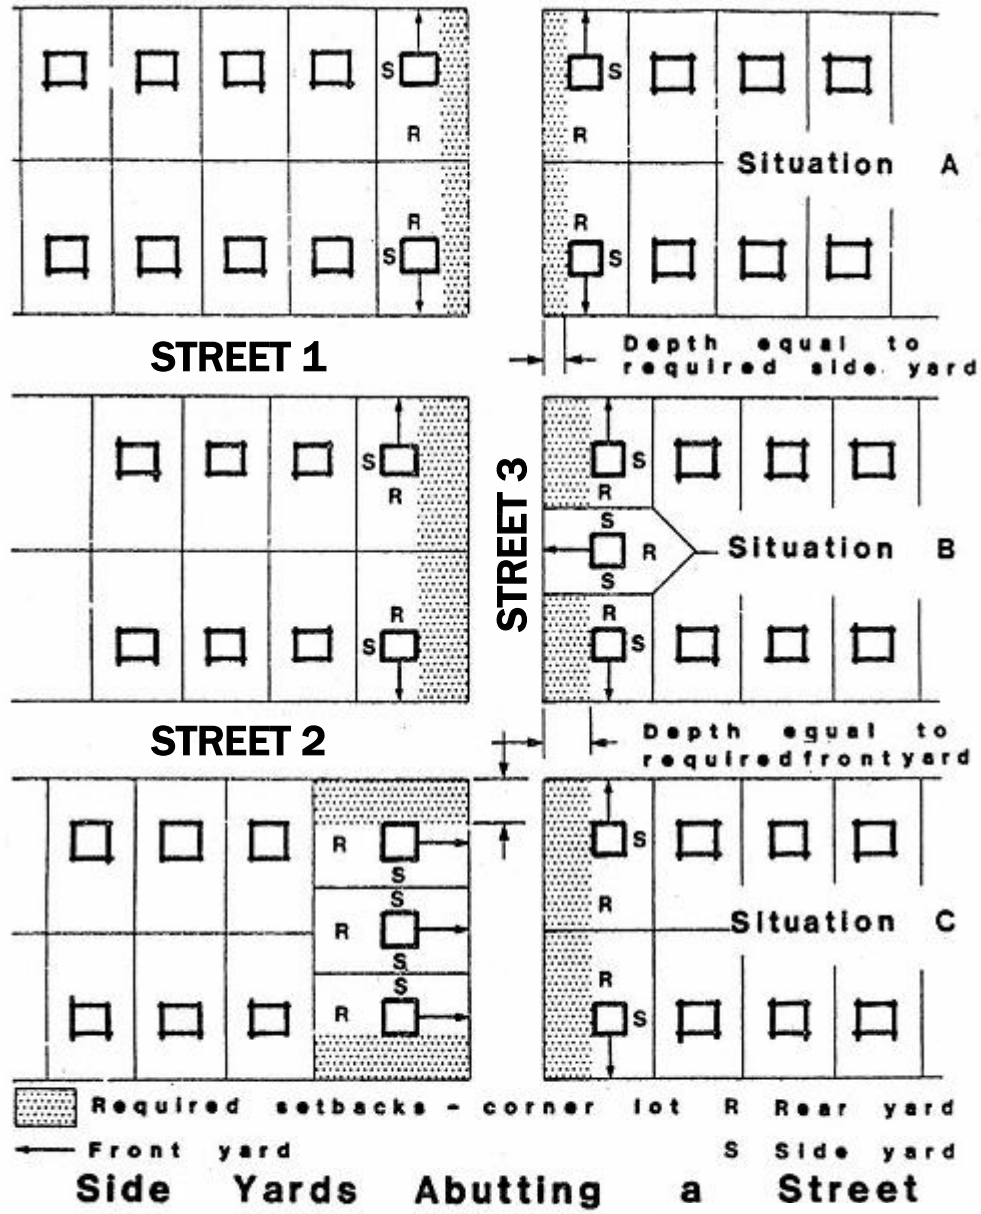 S
S
R
R
Situation A
R
R
S
S
STREET 1
Depth equal to
required side yard
S
S
R
R
S
STREET 3
R
Situation B
S
R
R
S
S
STREET 2
Depth equal to
required front yard
R
S
S
S
R
R
Situation C
S
R
S
R
S
Required setbacks - corner lot R Rear yard
Front yard S Side yard
Side Yards Abutting a Street